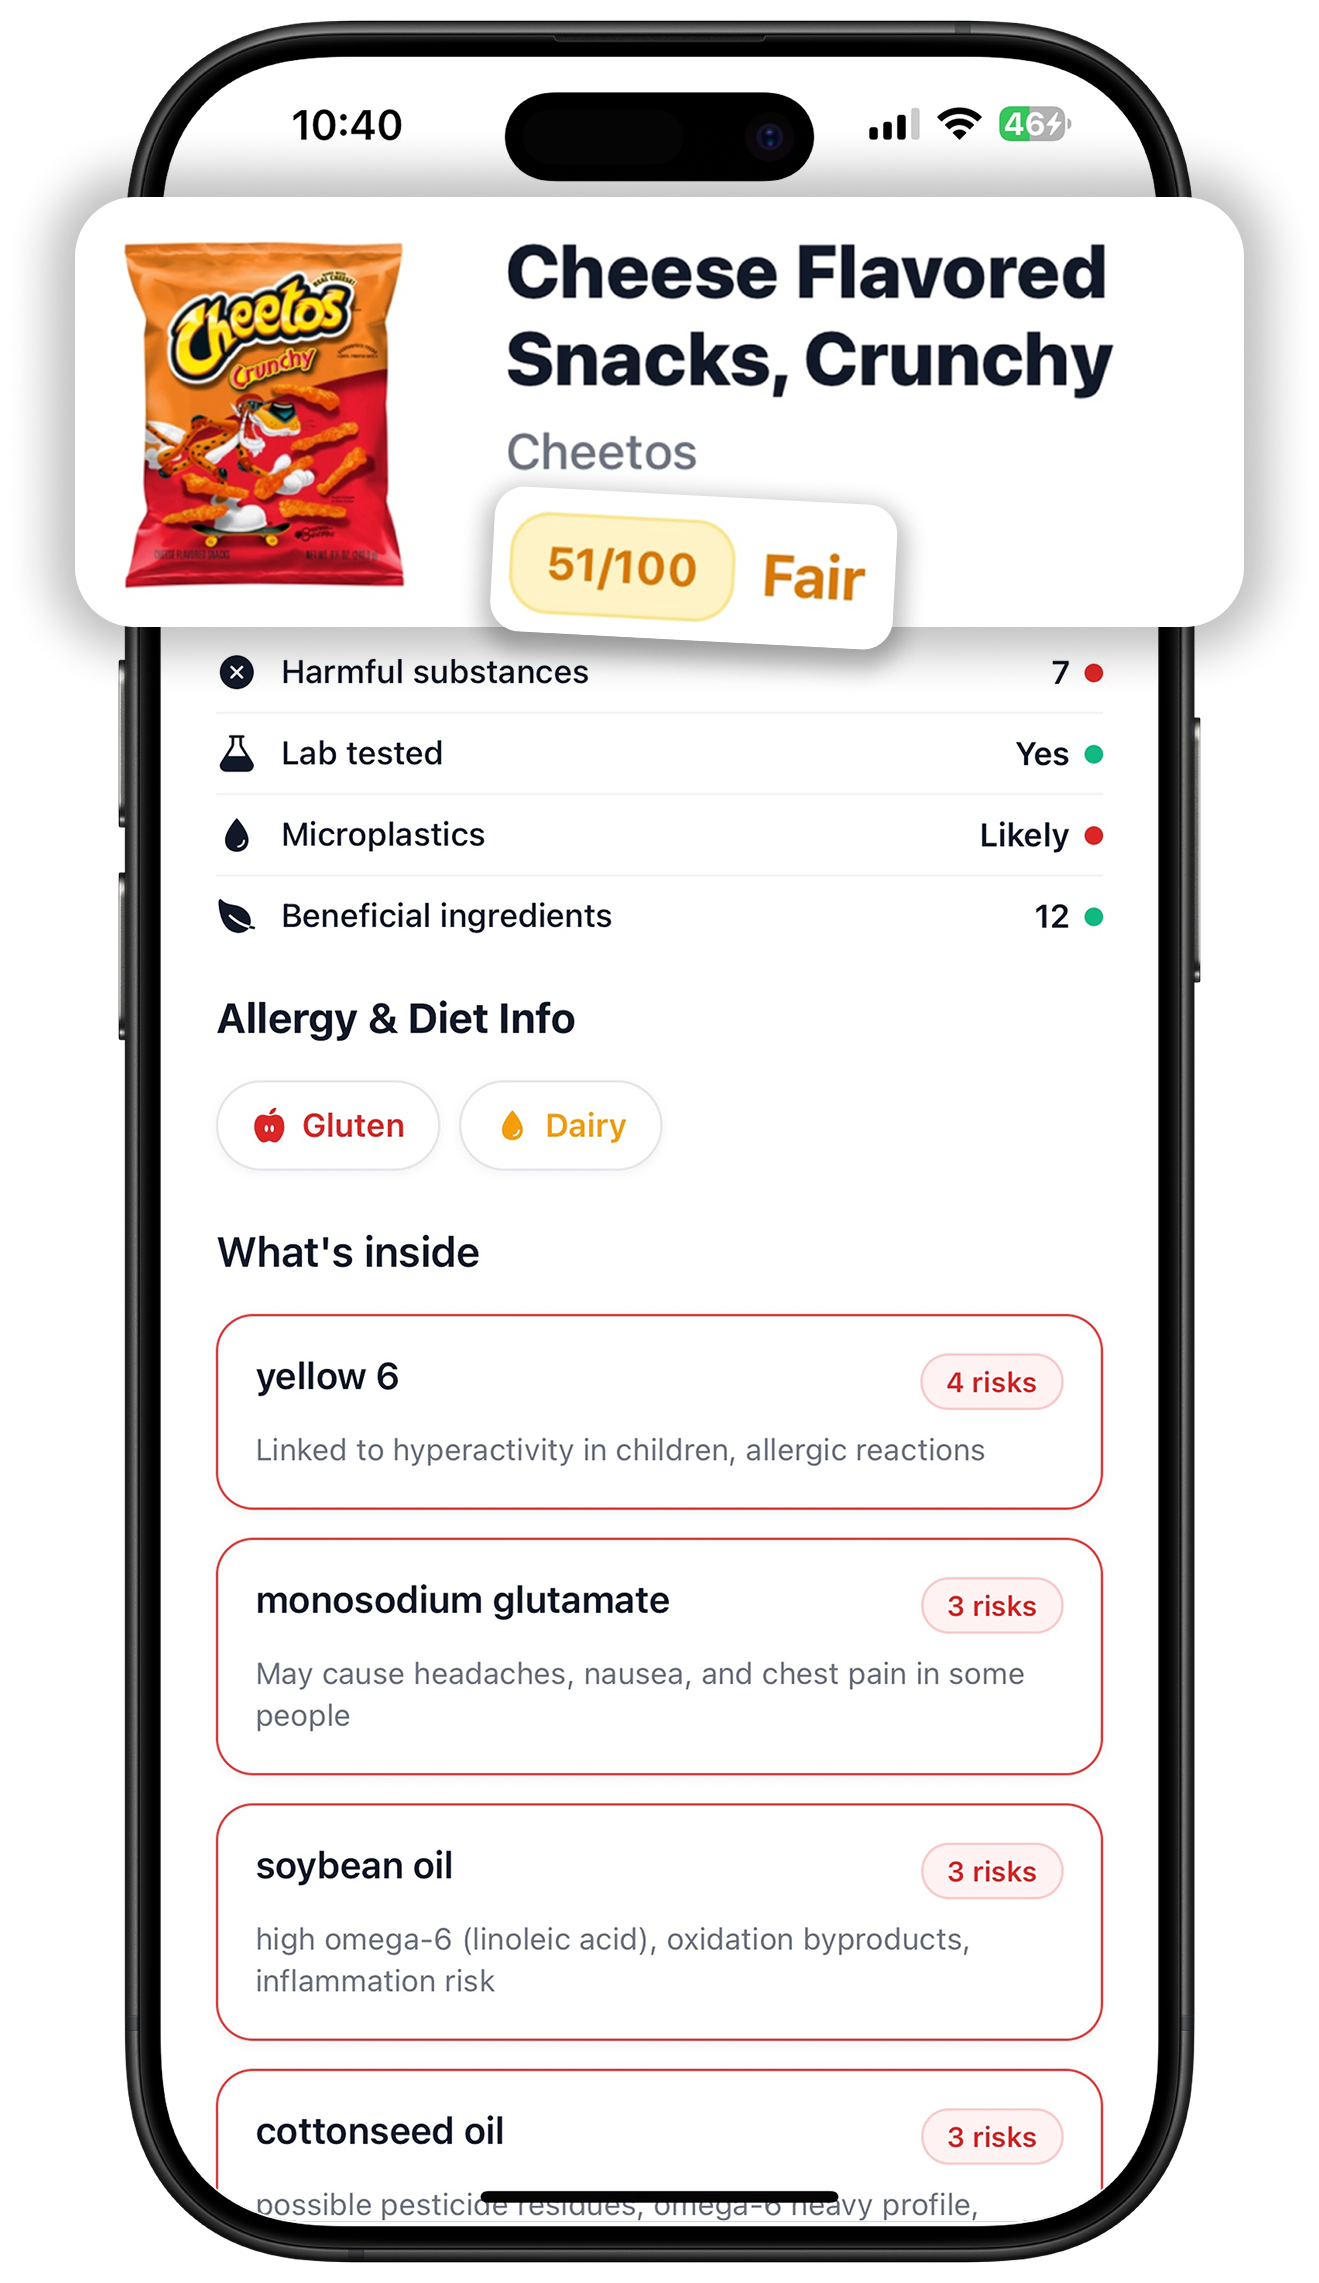 10:40
46
Cheetos
Crunchy
CHEESE FLAVORED SNACKS
Cheese Flavored
Snacks, Crunchy
Cheetos
51/100 Fair
Harmful substances 7
Lab tested Yes
Microplastics Likely
Beneficial ingredients 12
Allergy & Diet Info
Gluten Dairy
What's inside
yellow 6 4 risks
Linked to hyperactivity in children, allergic reactions
monosodium glutamate 3 risks
May cause headaches, nausea, and chest pain in some
people
soybean oil 3 risks
high omega-6 (linoleic acid), oxidation byproducts,
inflammation risk
cottonseed oil 3 risks
possible pesticide residues, omega-6 heavy profile,